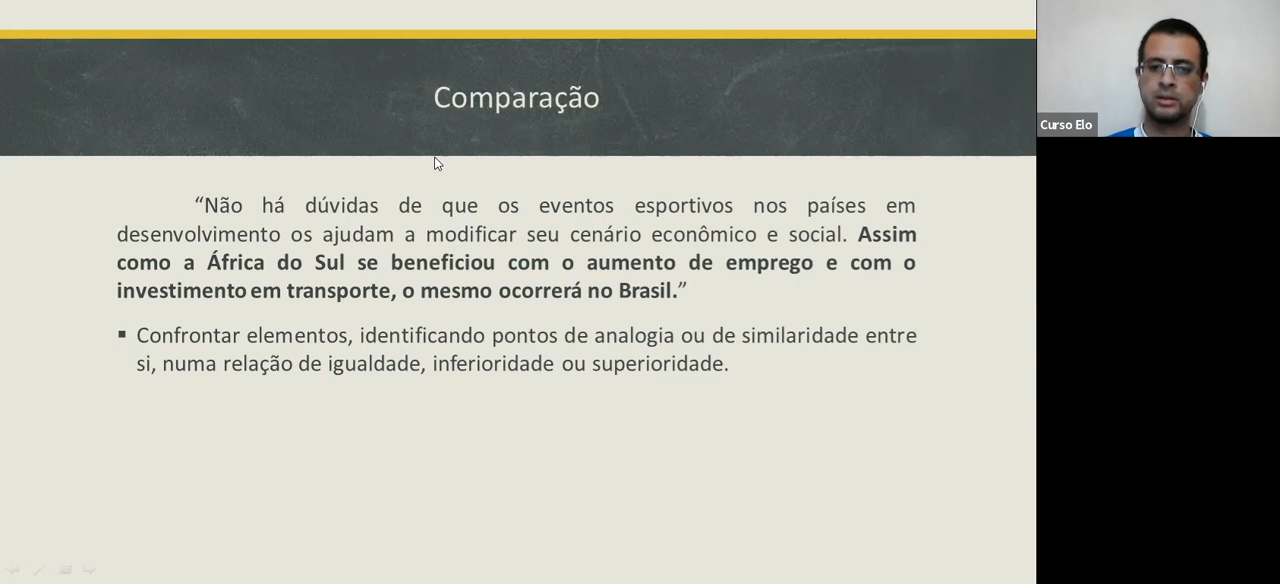 Comparação
Curso Elo
“Não há dúvidas de que os eventos esportivos nos países em
desenvolvimento os ajudam a modificar seu cenário econômico e social. Assim
como a África do Sul se beneficiou com o aumento de emprego e com o
investimento em transporte, o mesmo ocorrerá no Brasil.”
▪ Confrontar elementos, identificando pontos de analogia ou de similaridade entre
si, numa relação de igualdade, inferioridade ou superioridade.